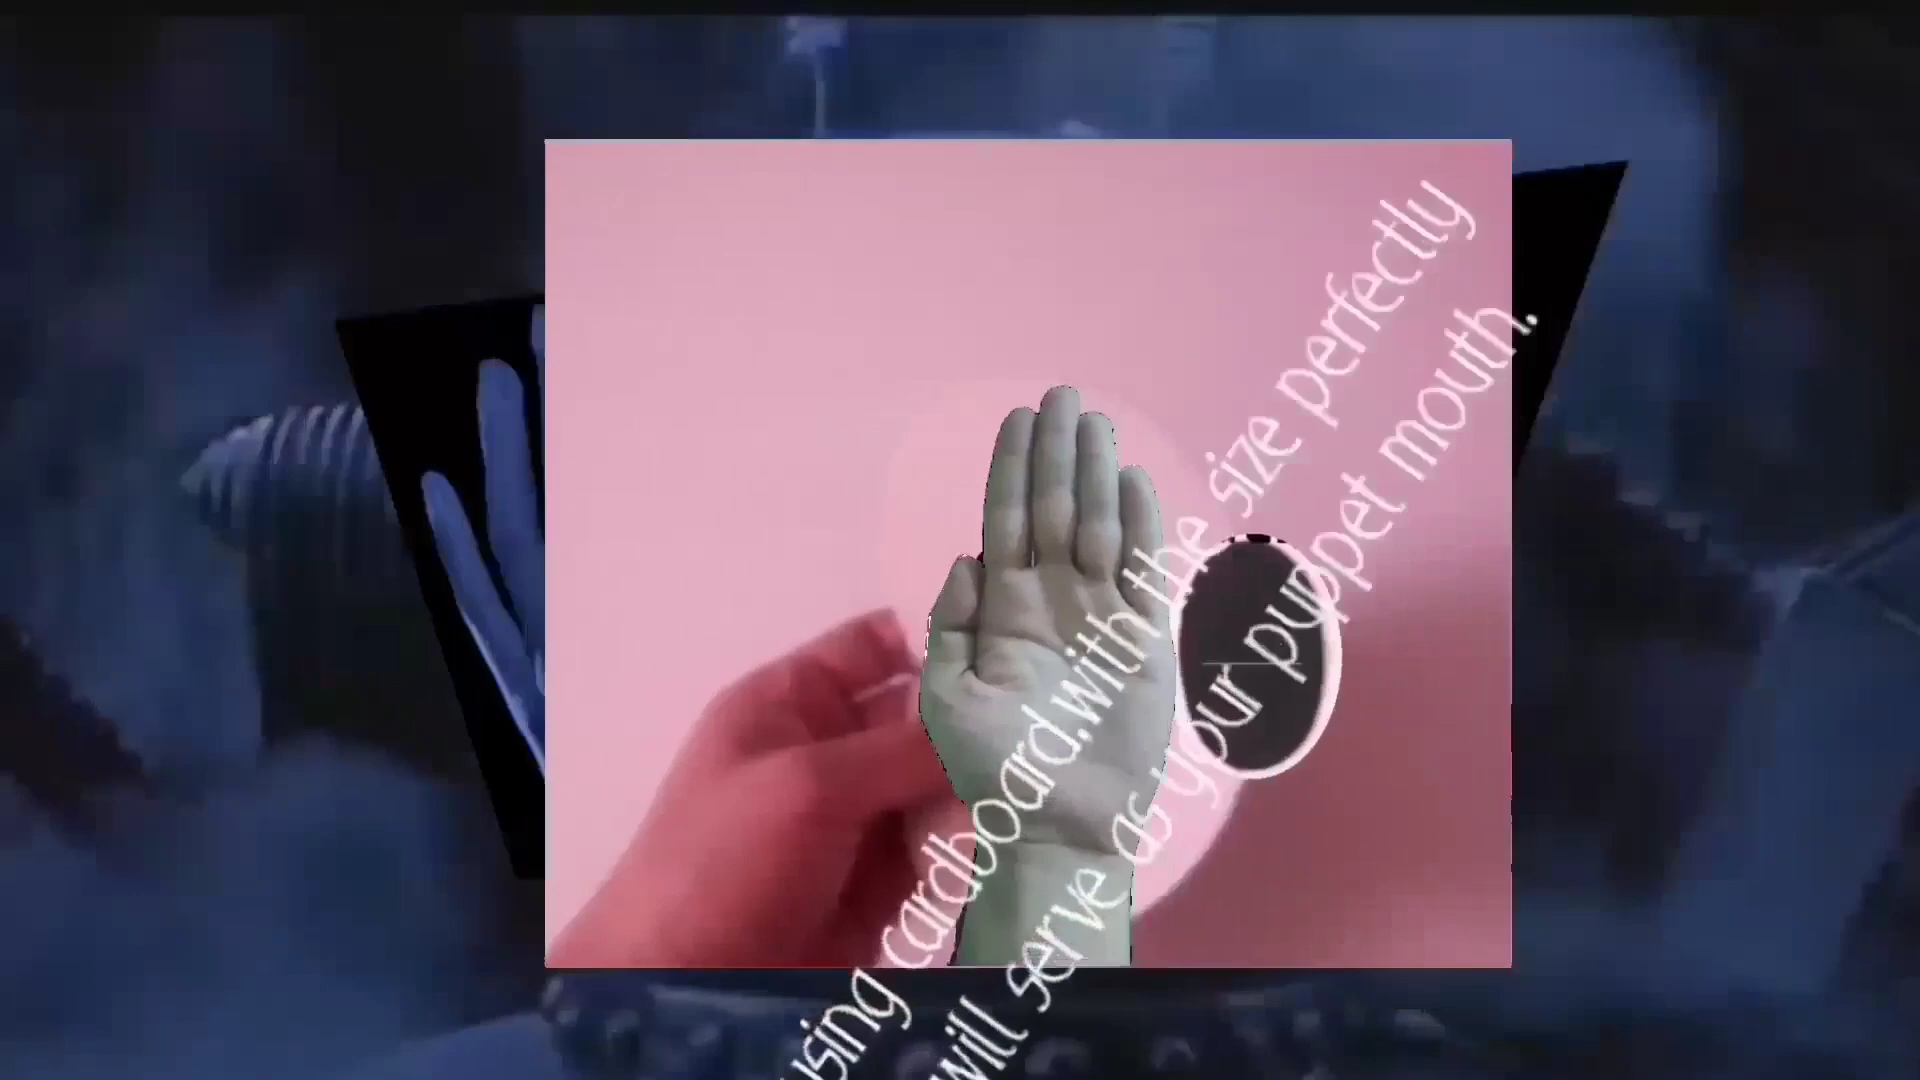 using cardboard.with the size perfectly
will serve as your puppet mouth.